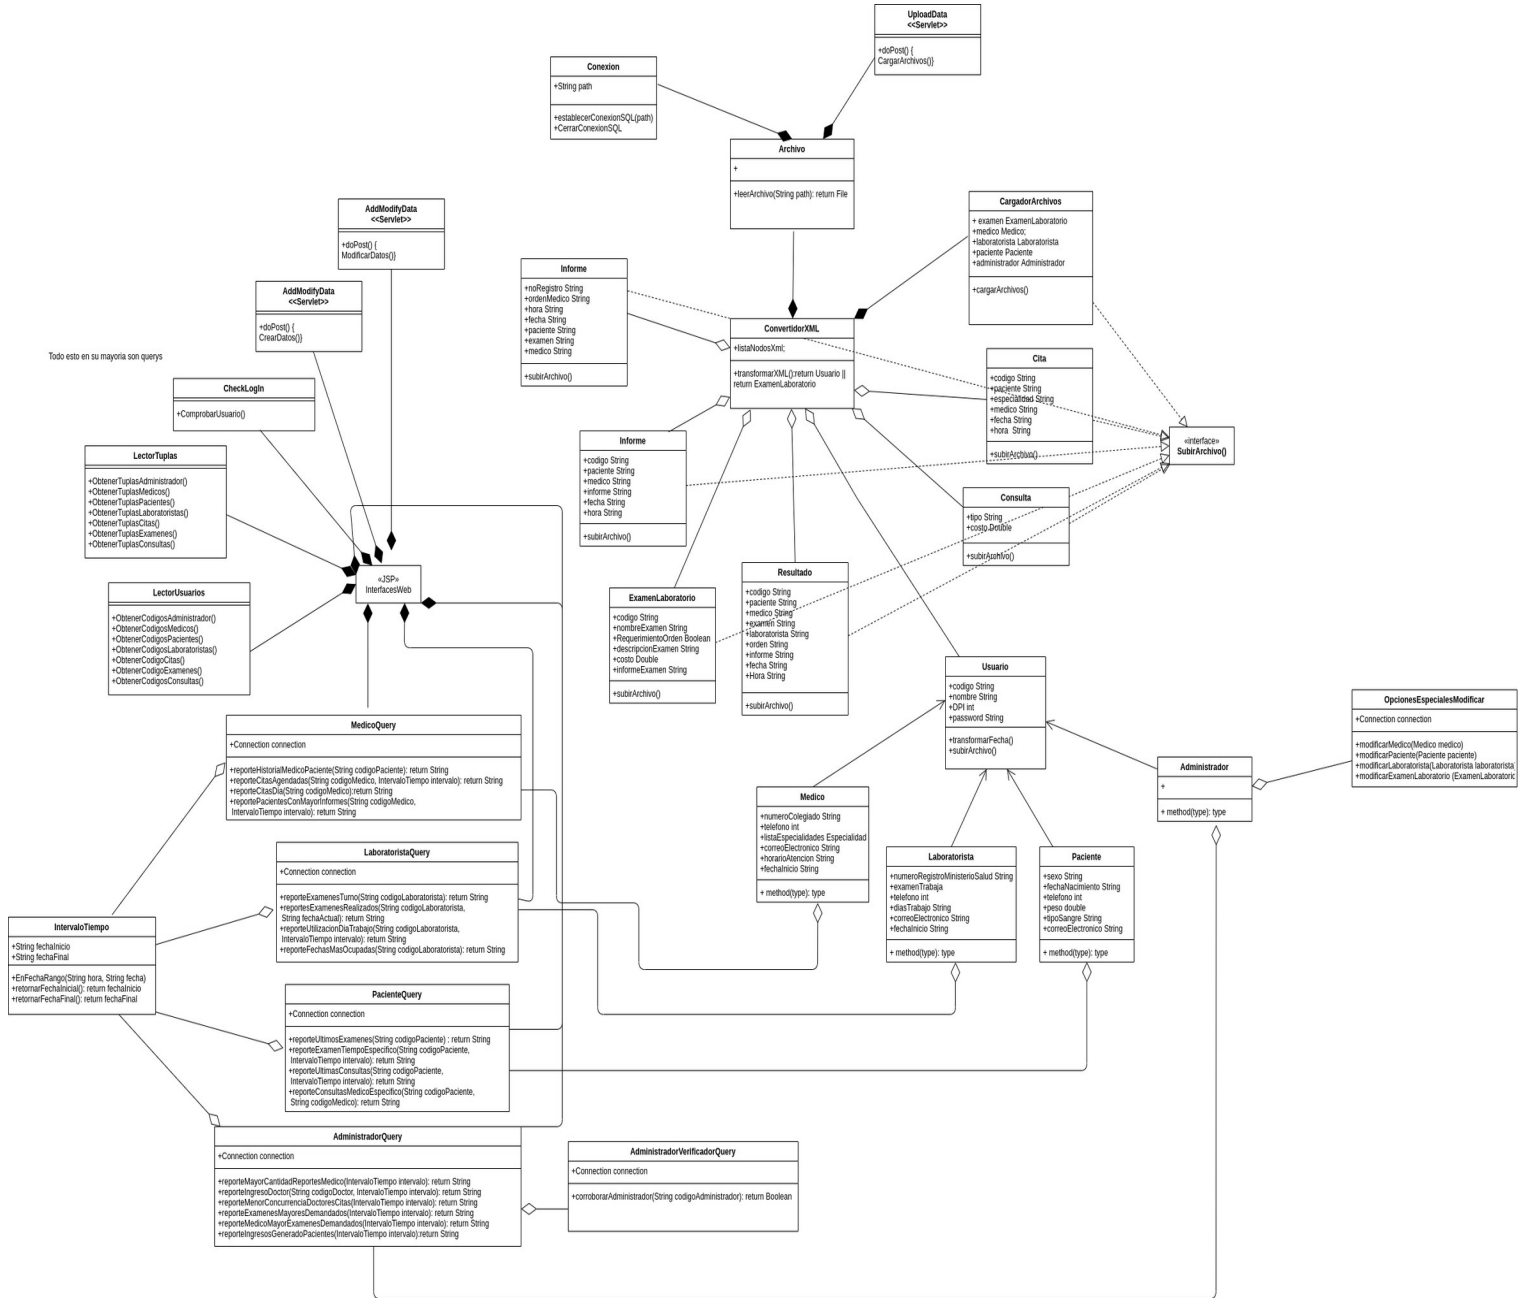 UploadData
<<Servlet>>
+doPost() {
CargarArchivos()}
Conexion
+String path
+establecerConexionSQL(path)
+CerrarConexionSQL
Archivo
+
+leerArchivo(String path): return File
CargadorArchivos
+ examen ExamenLaboratorio
+medico Medico;
+laboratorista Laboratorista
+paciente Paciente
+administrador Administrador
+cargarArchivos()
AddModifyData
<<Servlet>>
+doPost() {
ModificarDatos()}
AddModifyData
<<Servlet>>
+doPost() {
CrearDatos()}
Informe
+noRegistro String
+ordenMedico String
+hora String
+fecha String
+paciente String
+examen String
+medico String
+subirArchivo()
ConvertidorXML
+listaNodosXml;
+transformarXML():return Usuario ||
return ExamenLaboratorio
Todo esto en su mayoria son querys
Cita
+codigo String
+paciente String
+especialidad String
+medico String
+fecha String
+hora  String
+subirArchivo()
CheckLogIn
+ComprobarUsuario()
«interface»
SubirArchivo()
Informe
+codigo String
+paciente String
+medico String
+informe String
+fecha String
+hora String
+subirArchivo()
LectorTuplas
+ObtenerTuplasAdministrador()
+ObtenerTuplasMedicos()
+ObtenerTuplasPacientes()
+ObtenerTuplasLaboratoristas()
+ObtenerTuplasCitas()
+ObtenerTuplasExamenes()
+ObtenerTuplasConsultas()
Consulta
+tipo String
+costo Double
+subirArchivo()
«JSP»
InterfacesWeb
LectorUsuarios
+ObtenerCodigosAdministrador()
+ObtenerCodigosMedicos()
+ObtenerCodigosPacientes()
+ObtenerCodigosLaboratoristas()
+ObtenerCodigoCitas()
+ObtenerCodigoExamenes()
+ObtenerCodigosConsultas()
ExamenLaboratorio
+codigo String
+nombreExamen String
+RequerimientoOrden Boolean
+descripcionExamen String
+costo Double
+informeExamen String
+subirArchivo()
Resultado
+codigo String
+paciente String
+medico String
+examen String
+laboratorista String
+orden String
+informe String
+fecha String
+Hora String
+subirArchivo()
Usuario
+codigo String
+nombre String
+DPI int
+password String
+transformarFecha()
+subirArchivo()
OpcionesEspecialesModificar
+Connection connection
+modificarMedico(Medico medico)
+modificarPaciente(Paciente paciente)
+modificarLaboratorista(Laboratorista laboratorista)
+modificarExamenLaboratorio (ExamenLaboratoric
MedicoQuery
+Connection connection
+reporteHistorialMedicoPaciente(String codigoPaciente): return String
+reporteCitasAgendadas(String codigoMedico, IntervaloTiempo intervalo): return String
+reporteCitasDia(String codigoMedico):return String
+reportePacientesConMayorInformes(String codigoMedico,
IntervaloTiempo intervalo): return String
Administrador
+
+ method(type): type
Medico
+numeroColegiado String
+telefono int
+listaEspecialidades Especialidad
+correoElectronico String
+horarioAtencion String
+fechaInicio String
+ method(type): type
LaboratoristaQuery
+Connection connection
+reporteExamenesTurno(String codigoLaboratorista): return String
+reportesExamenesRealizados(String codigoLaboratorista,
String fechaActual): return String
+reporteUtilizacionDiaTrabajo(String codigoLaboratorista,
IntervaloTiempo intervalo): return String
+reporteFechasMasOcupadas(String codigoLaboratorista): return String
Laboratorista
+numeroRegistroMinisterioSalud String
+examenTrabaja
+telefono int
+diasTrabajo String
+correoElectronico String
+fechaInicio String
+ method(type): type
Paciente
+sexo String
+fechaNacimiento String
+telefono int
+peso double
+tipoSangre String
+correoElectronico String
+ method(type): type
IntervaloTiempo
+String fechaInicio
+String fechaFinal
+EnFechaRango(String hora, String fecha)
+retornarFechaInicial(): return fechaInicio
+retornarFechaFinal(): return fechaFinal
PacienteQuery
+Connection connection
+reporteUltimosExamenes(String codigoPaciente) : return String
+reporteExamenTiempoEspecifico(String codigoPaciente,
IntervaloTiempo intervalo): return String
+reporteUltimasConsultas(String codigoPaciente,
IntervaloTiempo intervalo): return String
+reporteConsultasMedicoEspecifico(String codigoPaciente,
String codigoMedico): return String
AdministradorQuery
+Connection connection
+reporteMayorCantidadReportesMedico(IntervaloTiempo intervalo): return String
+reporteIngresoDoctor(String codigoDoctor, IntervaloTiempo intervalo): return String
+reporteMenorConcurrenciaDoctoresCitas(IntervaloTiempo intervalo): return String
+reporteExamenesMayoresDemandados(IntervaloTiempo intervalo): return String
+reporteMedicoMayorExamenesDemandados(IntervaloTiempo intervalo): return String
+reporteIngresosGeneradoPacientes(IntervaloTiempo intervalo):return String
AdministradorVerificadorQuery
+Connection connection
+corroborarAdministrador(String codigoAdministrador): return Boolean